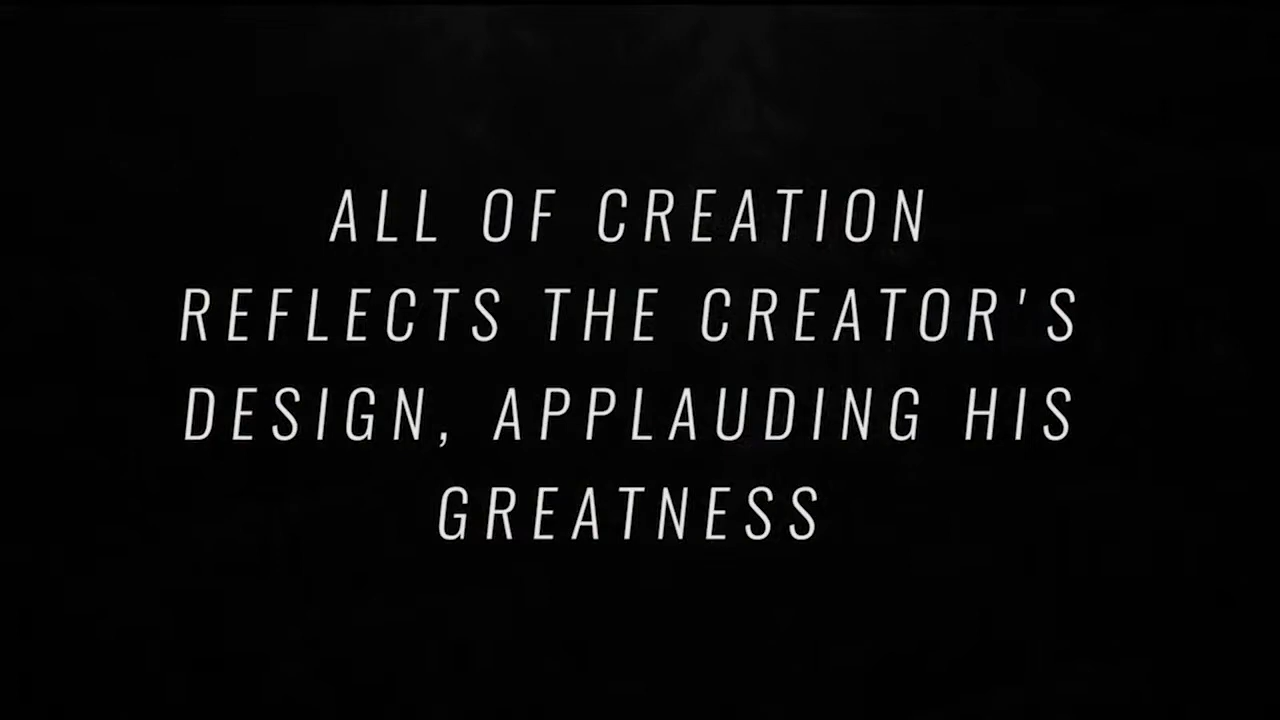 ALL OF CREATION
REFLECTS THE CREATOR'S
DESIGN, APPLAUDING HIS
GREATNESS